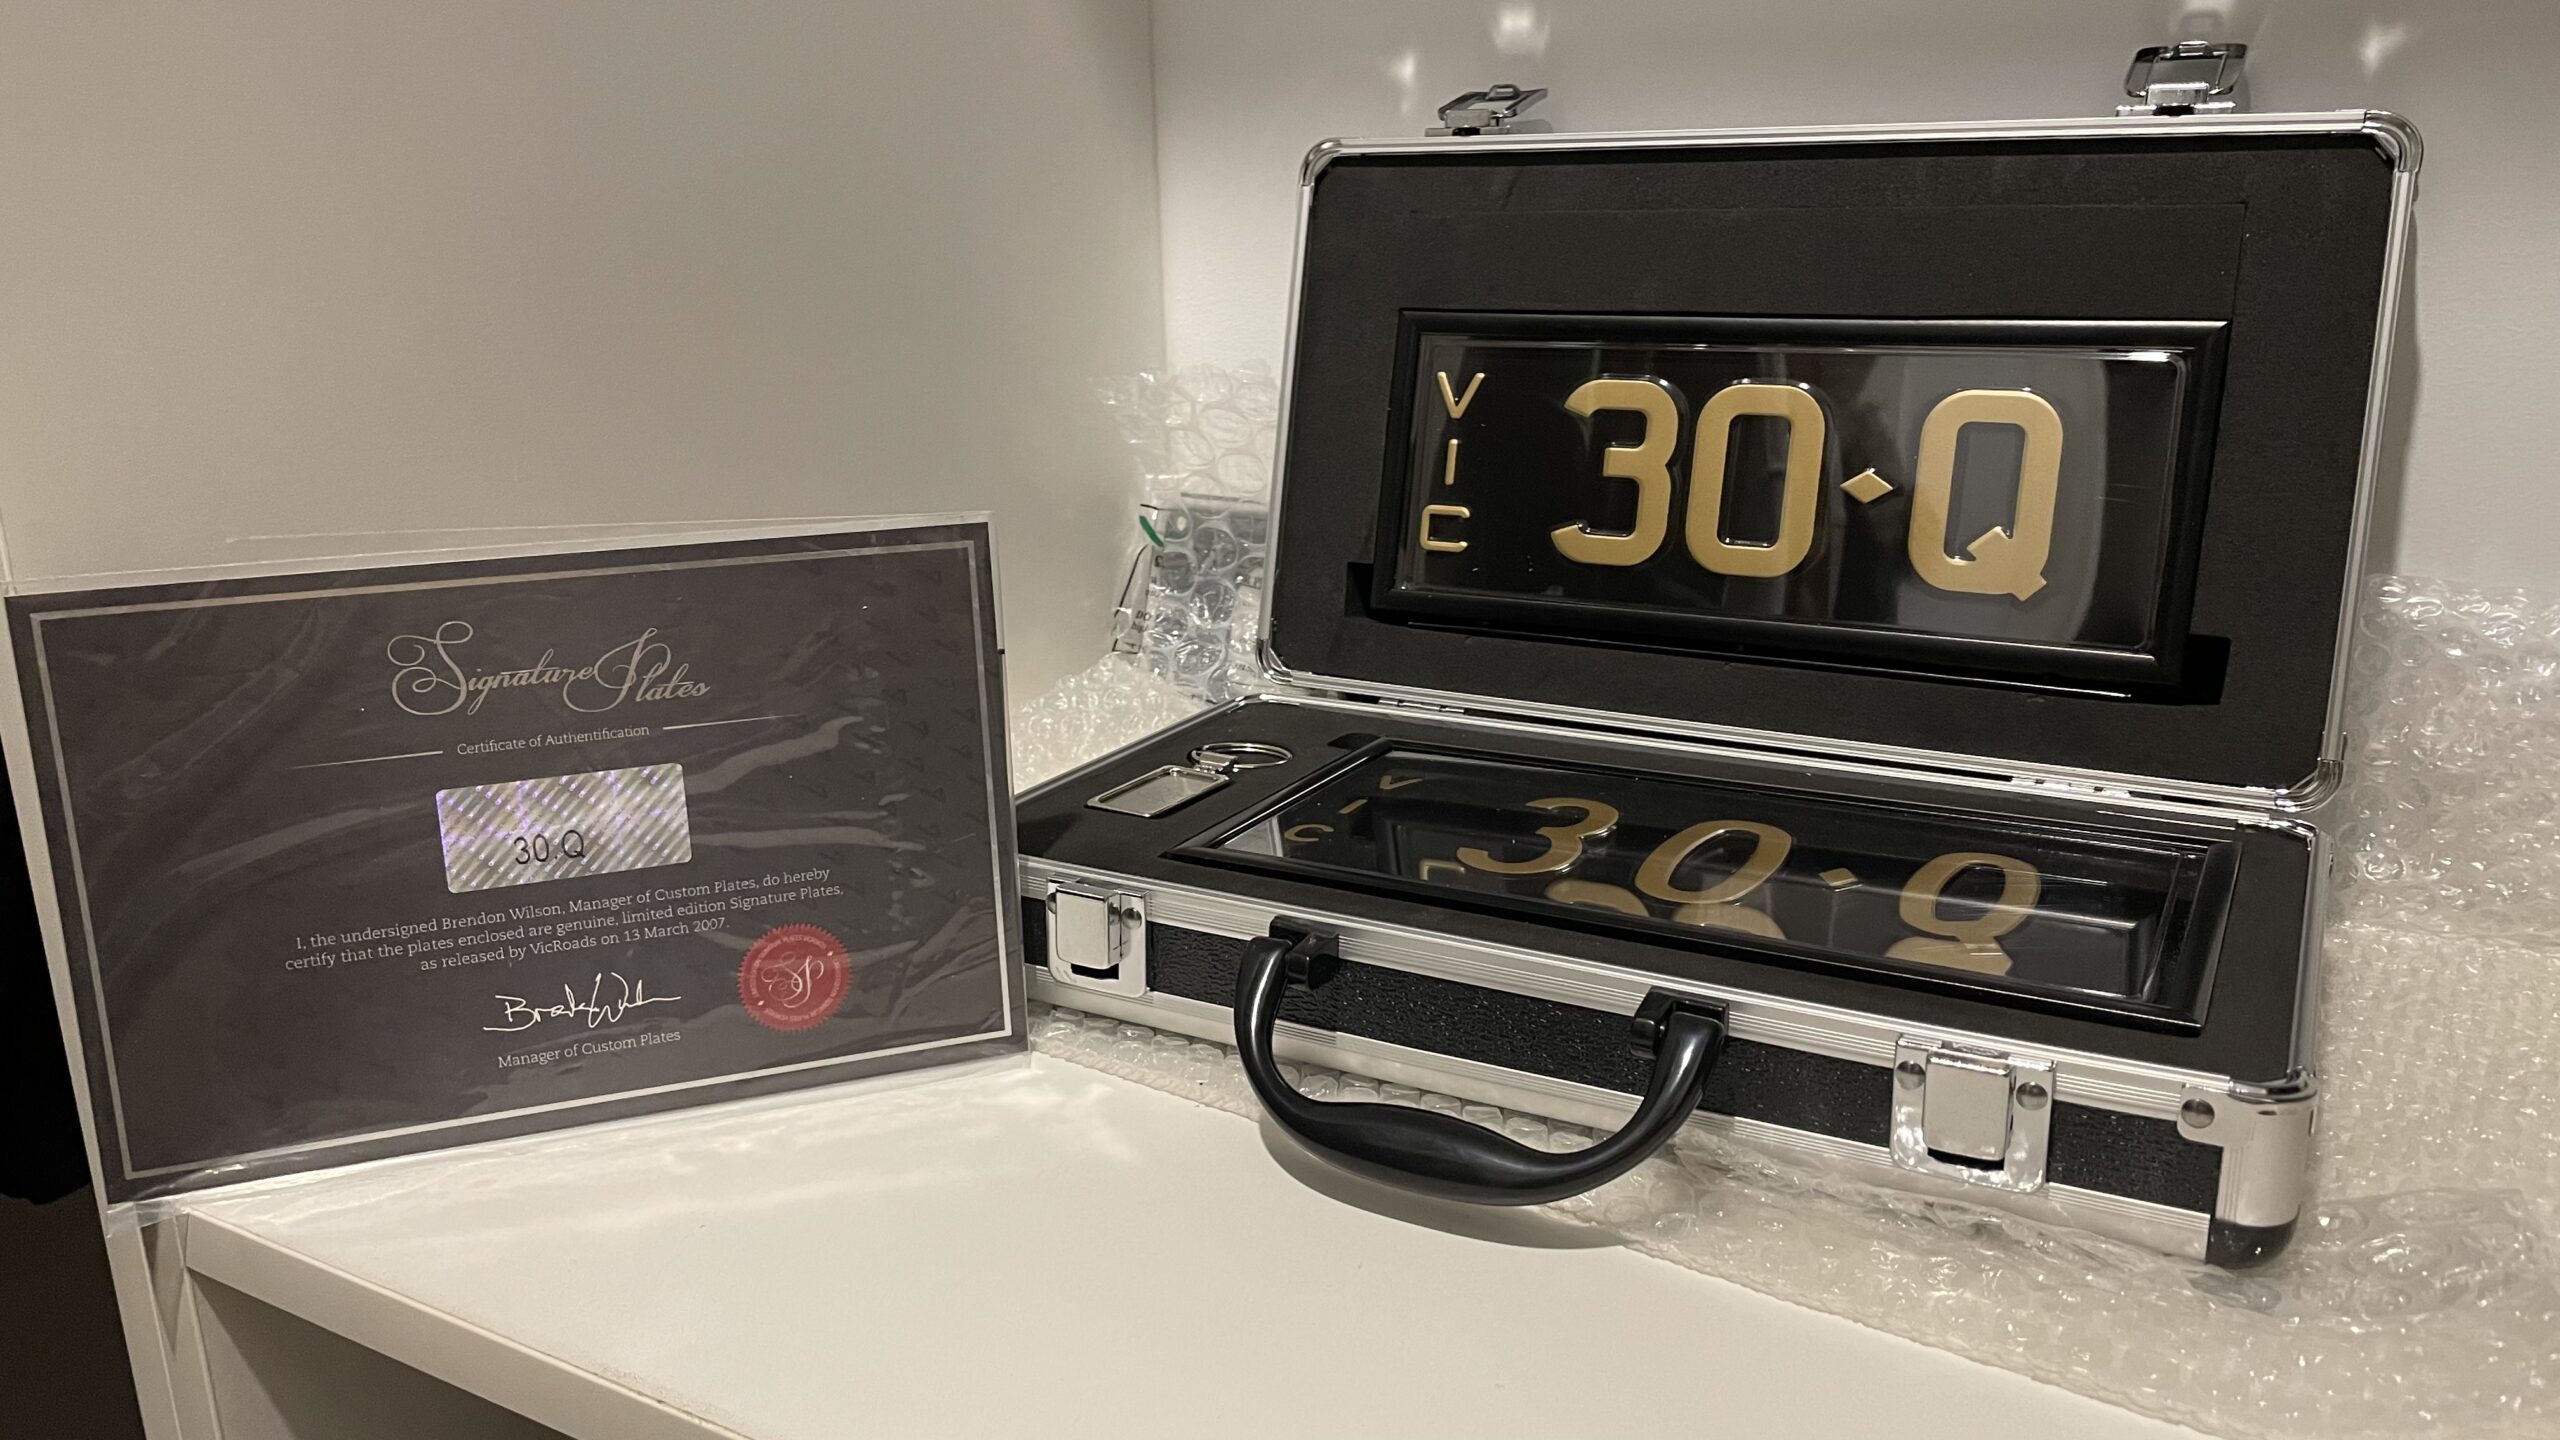 Signature Plates
Certificate of Authentification
30.Q
I, the undersigned Brendon Wilson, Manager of Custom Plates, do hereby
certify that the plates enclosed are genuine, limited edition Signature Plates,
as released by VicRoads on 13 March 2007.
Manager of Custom Plates
SP
VIC
30·Q
VIC
30·Q